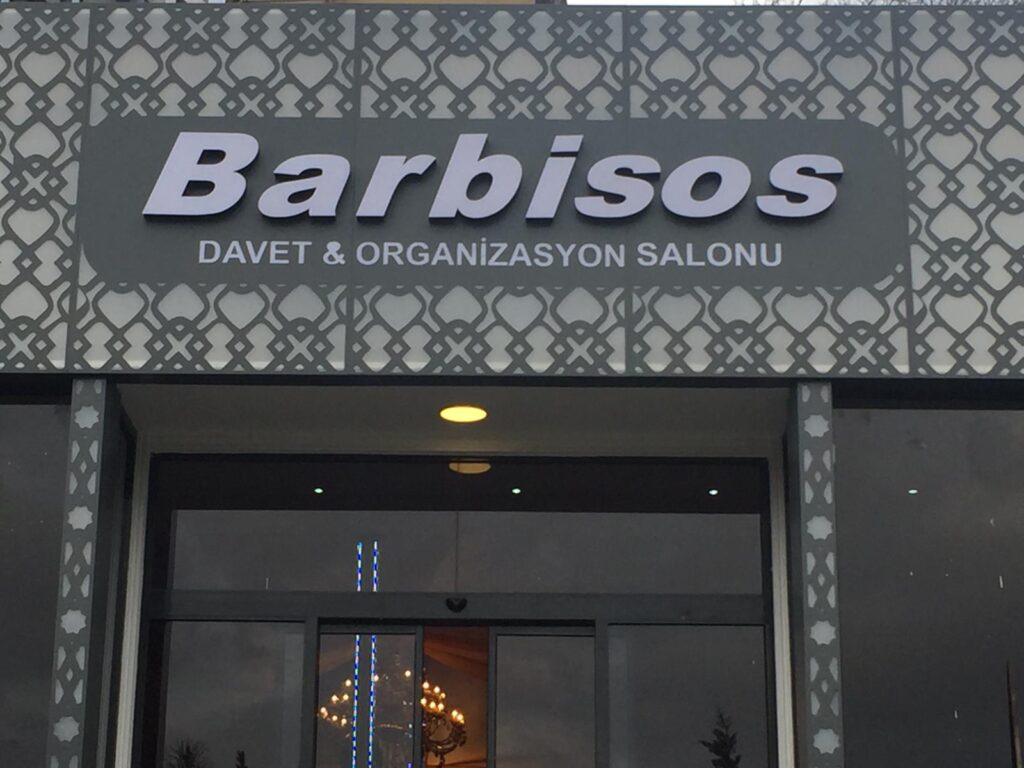 Barbisos
DAVET & ORGANİZASYON SALONU